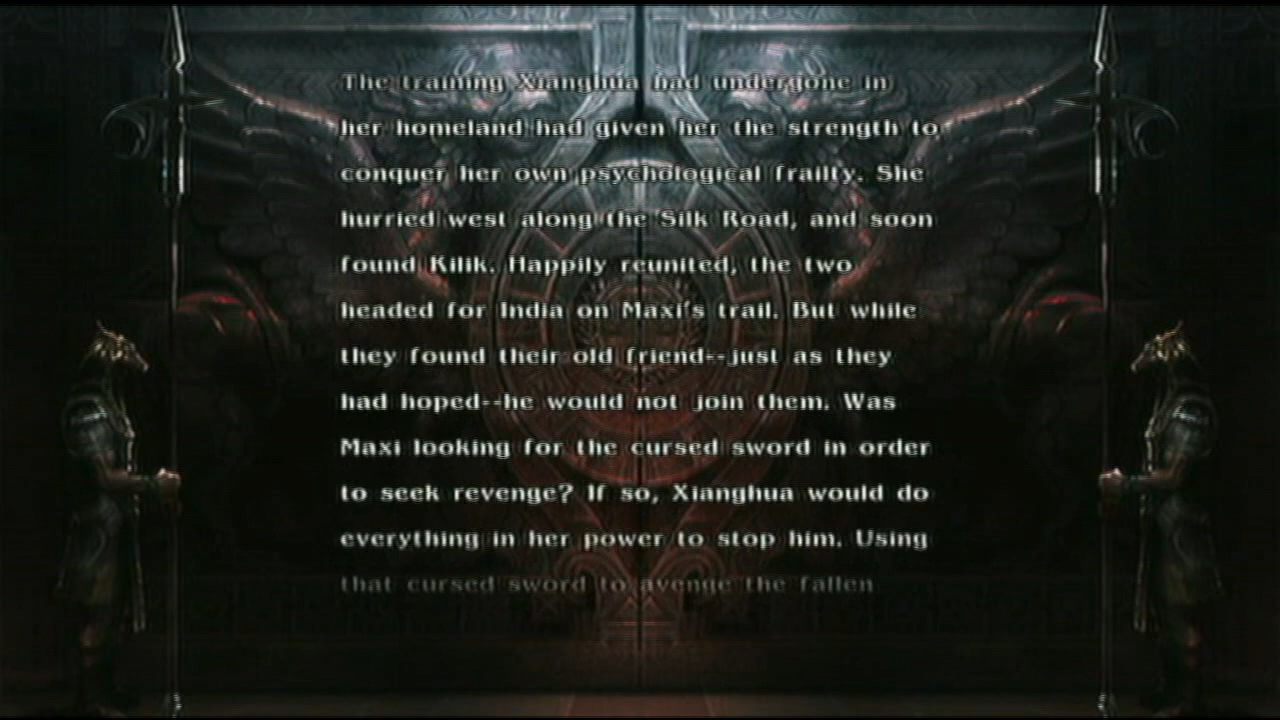 The training Xianghua had undergone in
her homeland had given her the strength to
conquer her own psychological frailty. She
hurried west along the Silk Road, and soon
found Kilik. Happily reunited, the two
headed for India on Maxi's trail. But while
they found their old friend--just as they
had hoped--he would not join them. Was
Maxi looking for the cursed sword in order
to seek revenge? If so, Xianghua would do
everything in her power to stop him. Using
that cursed sword to avenge the fallen